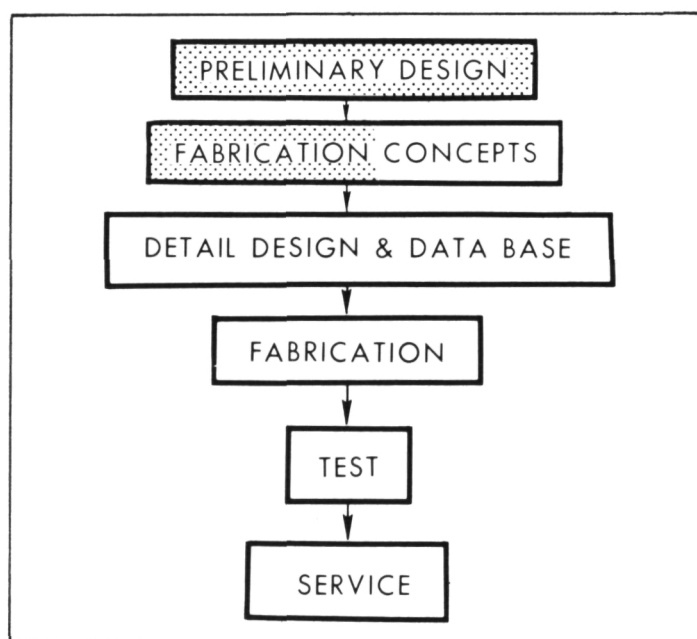 PRELIMINARY DESIGN
FABRICATION CONCEPTS
DETAIL DESIGN & DATA BASE
FABRICATION
TEST
SERVICE